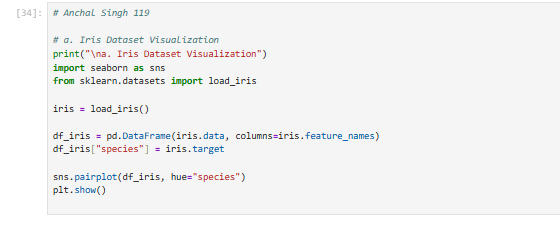 [34]: # Anchal Singh 119
# a. Iris Dataset Visualization
print("\na. Iris Dataset Visualization")
import seaborn as sns
from sklearn.datasets import load_iris
iris = load_iris()
df_iris = pd.DataFrame(iris.data, columns=iris.feature_names)
df_iris["species"] = iris.target
sns.pairplot(df_iris, hue="species")
plt.show()